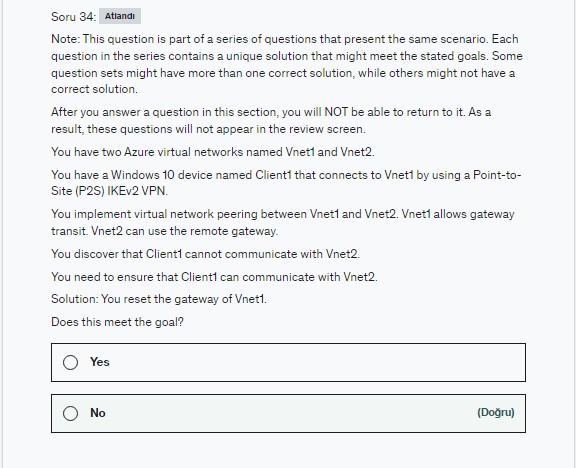 Soru 34: Atlandı
Note: This question is part of a series of questions that present the same scenario. Each
question in the series contains a unique solution that might meet the stated goals. Some
question sets might have more than one correct solution, while others might not have a
correct solution.
After you answer a question in this section, you will NOT be able to return to it. As a
result, these questions will not appear in the review screen.
You have two Azure virtual networks named Vnet1 and Vnet2.
You have a Windows 10 device named Client1 that connects to Vnet1 by using a Point-to-
Site (P2S) IKEv2 VPN.
You implement virtual network peering between Vnet1 and Vnet2. Vnet1 allows gateway
transit. Vnet2 can use the remote gateway.
You discover that Client1 cannot communicate with Vnet2.
You need to ensure that Client1 can communicate with Vnet2.
Solution: You reset the gateway of Vnet1.
Does this meet the goal?
Yes
No (Doğru)